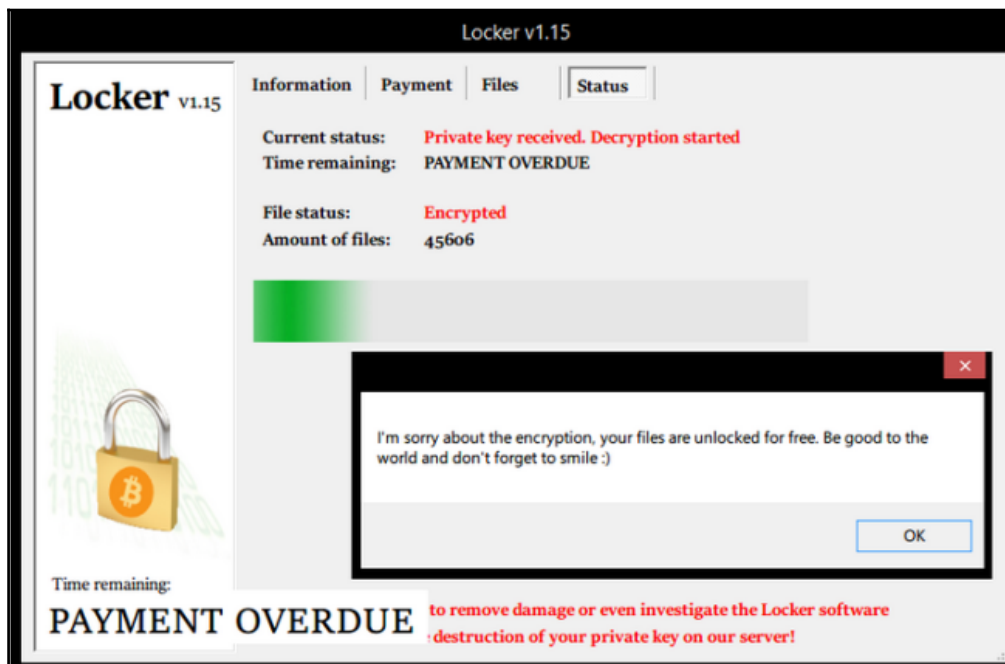 Locker v1.15
Locker v1.15
Information Payment Files Status
Current status: Private key received. Decryption started
Time remaining: PAYMENT OVERDUE
File status: Encrypted
Amount of files: 45606
I'm sorry about the encryption, your files are unlocked for free. Be good to the
world and don't forget to smile :)
OK
Time remaining:
PAYMENT OVERDUE
to remove damage or even investigate the Locker software
destruction of your private key on our server!